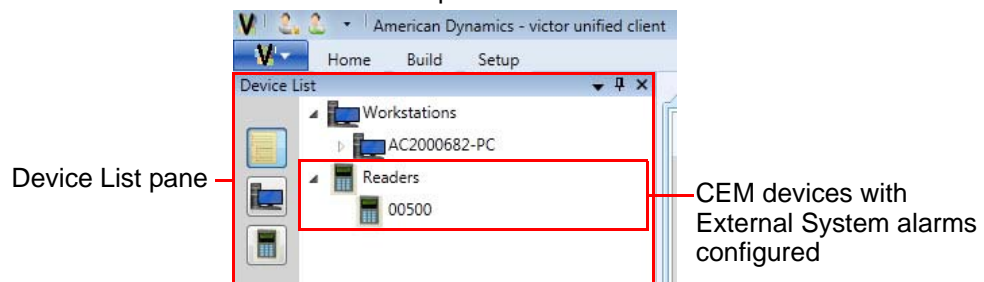 American Dynamics - victor unified client
Home Build Setup
Device List
Workstations
AC2000682-PC
Readers
00500
Device List pane
CEM devices with
External System alarms
configured